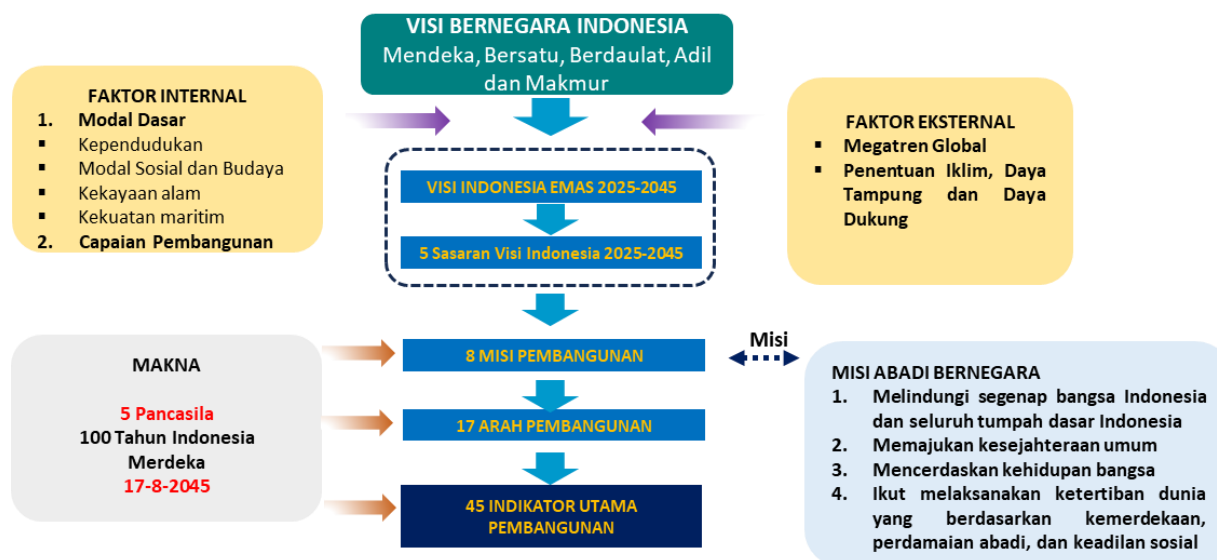 VISI BERNEGARA INDONESIA
Mendeka, Bersatu, Berdaulat, Adil
dan Makmur
FAKTOR INTERNAL
1. Modal Dasar
▪ Kependudukan
▪ Modal Sosial dan Budaya
▪ Kekayaan alam
▪ Kekuatan maritim
2. Capaian Pembangunan
FAKTOR EKSTERNAL
▪ Megatren Global
▪ Penentuan Iklim, Daya
Tampung dan Daya
Dukung
VISI INDONESIA EMAS 2025-2045
5 Sasaran Visi Indonesia 2025-2045
MAKNA
5 Pancasila
100 Tahun Indonesia
Merdeka
17-8-2045
8 MISI PEMBANGUNAN
17 ARAH PEMBANGUNAN
45 INDIKATOR UTAMA
PEMBANGUNAN
Misi
MISI ABADI BERNEGARA
1. Melindungi segenap bangsa Indonesia
dan seluruh tumpah dasar Indonesia
2. Memajukan kesejahteraan umum
3. Mencerdaskan kehidupan bangsa
4. Ikut melaksanakan ketertiban dunia
yang berdasarkan kemerdekaan,
perdamaian abadi, dan keadilan sosial